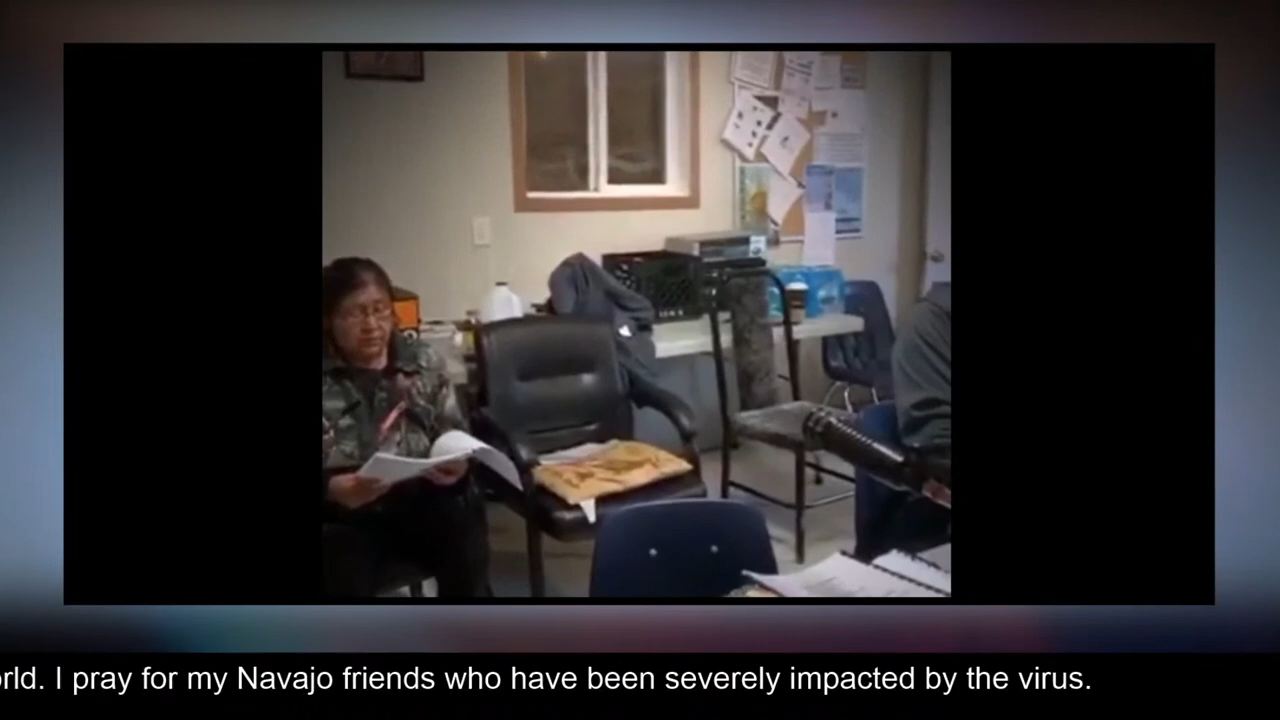 orld. I pray for my Navajo friends who have been severely impacted by the virus.